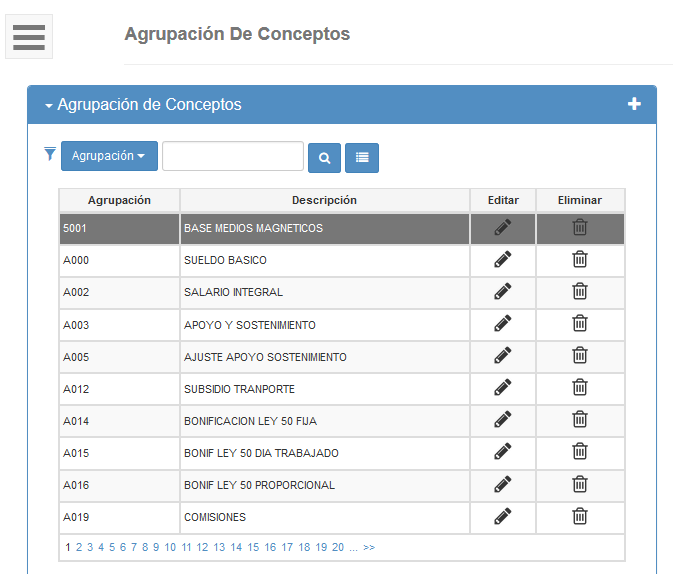 Agrupación De Conceptos
Agrupación de Conceptos
Agrupación
Agrupación Descripción Editar Eliminar
5001 BASE MEDIOS MAGNETICOS
A000 SUELDO BASICO
A002 SALARIO INTEGRAL
A003 APOYO Y SOSTENIMIENTO
A005 AJUSTE APOYO SOSTENIMIENTO
A012 SUBSIDIO TRANPORTE
A014 BONIFICACION LEY 50 FIJA
A015 BONIF LEY 50 DIA TRABAJADO
A016 BONIF LEY 50 PROPORCIONAL
A019 COMISIONES
1 2 3 4 5 6 7 8 9 10 11 12 13 14 15 16 17 18 19 20 ... >>